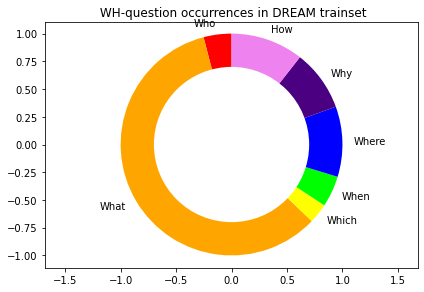 WH-question occurrences in DREAM trainset
Who
How
Why
Where
When
Which
What
1.00
0.75
0.50
0.25
0.00
−0.25
−0.50
−0.75
−1.00
−1.5
−1.0
−0.5
0.0
0.5
1.0
1.5